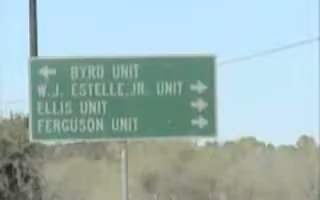 ← BYRD UNIT
W.J. ESTELLE, JR. UNIT →
ELLIS UNIT →
FERGUSON UNIT →